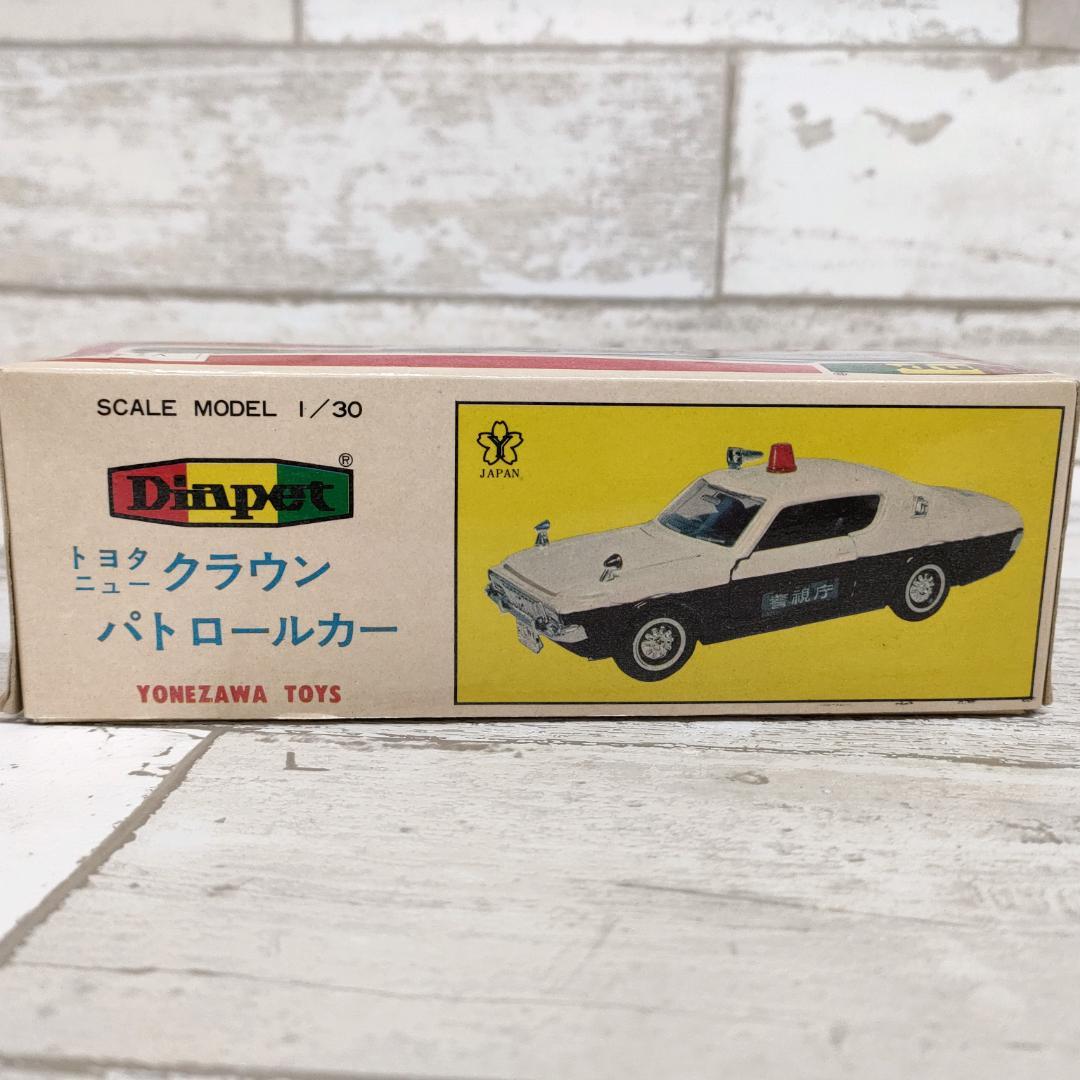 SCALE MODEL 1/30
Diapet ®
トヨタ
ニュー クラウン
パトロールカー
YONEZAWA TOYS
Y
JAPAN
警視庁